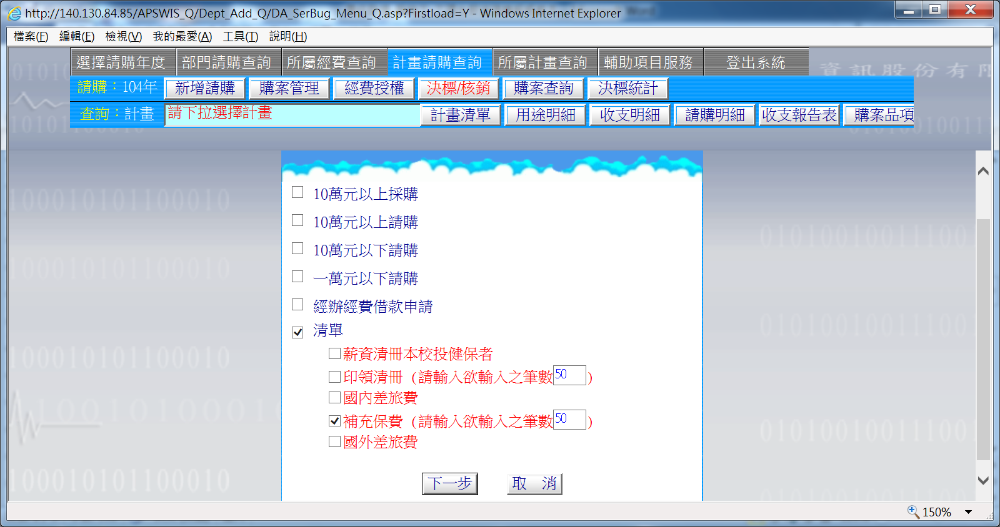 http://140.130.84.85/APSWIS_Q/Dept_Add_Q/DA_SerBug_Menu_Q.asp?Firstload=Y - Windows Internet Explorer
檔案(F) 編輯(E) 檢視(V) 我的最愛(A) 工具(T) 說明(H)
選擇請購年度 部門請購查詢 所屬經費查詢 計畫請購查詢 所屬計畫查詢 輔助項目服務 登出系統
資訊股份有限
請購：104年 新增請購 購案管理 經費授權 決標/核銷 購案查詢 決標統計
查詢：計畫 請下拉選擇計畫 計畫清單 用途明細 收支明細 請購明細 收支報告表 購案品項
10萬元以上採購
10萬元以上請購
10萬元以下請購
一萬元以下請購
經辦經費借款申請
清單
薪資清冊本校投健保者
印領清冊 (請輸入欲輸入之筆數50 )
國內差旅費
補充保費 (請輸入欲輸入之筆數50 )
國外差旅費
下一步 取 消
150%